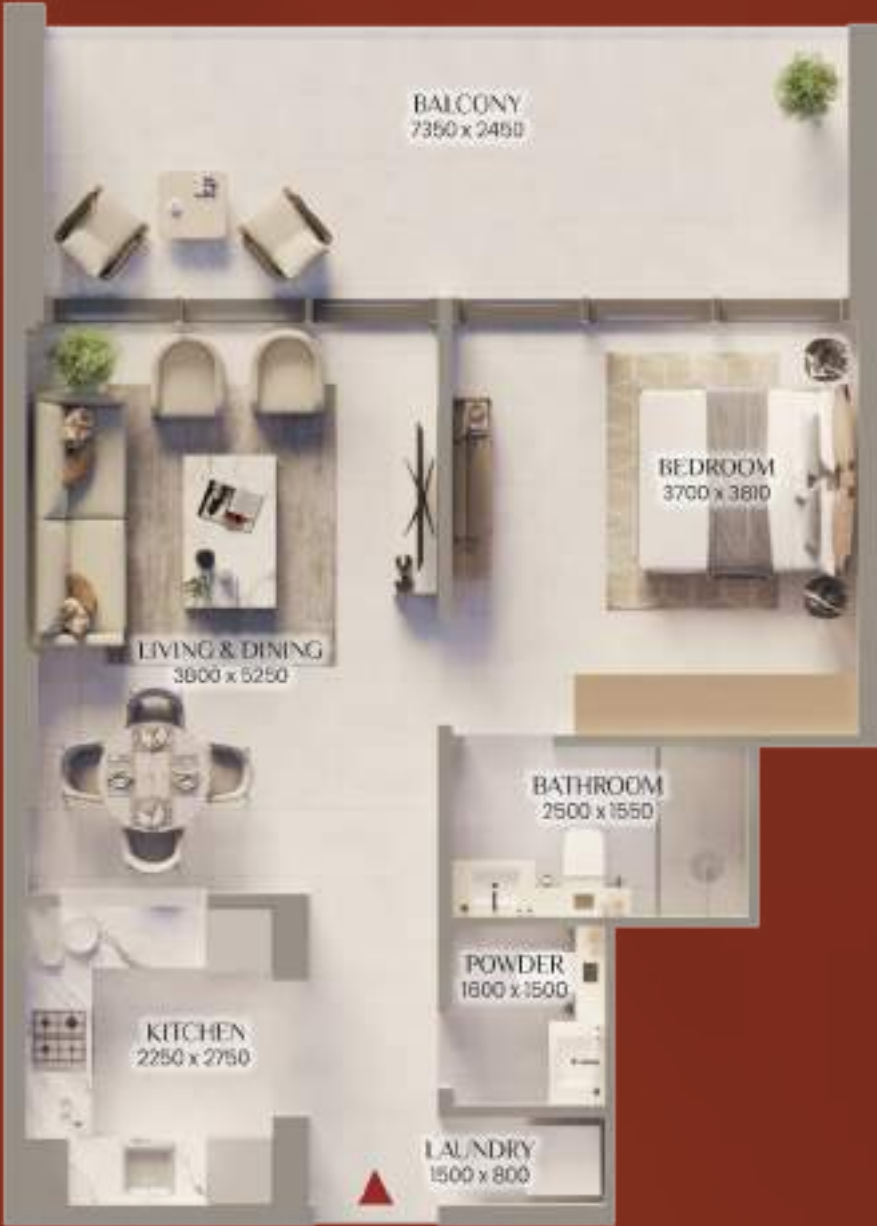 BALCONY
7350 x 2450
BEDROOM
3700 x 3810
LIVING & DINING
3800 x 5250
BATHROOM
2500 x 1550
POWDER
1600 x 1500
KITCHEN
2250 x 2750
LAUNDRY
1500 x 800